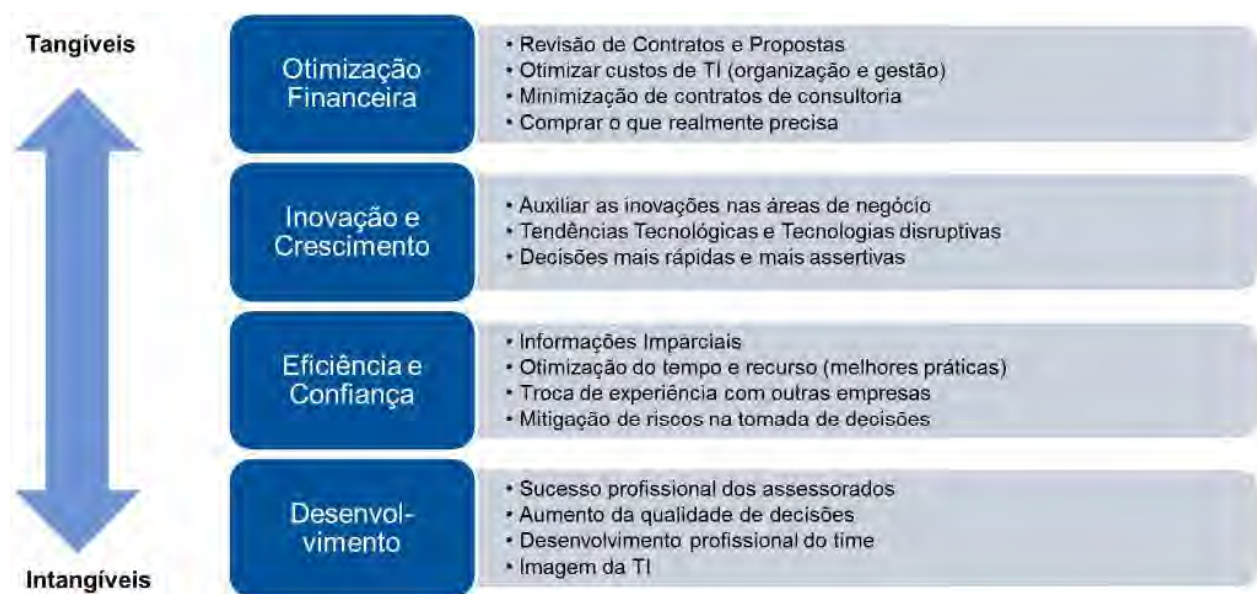 Tangíveis
Otimização
Financeira
• Revisão de Contratos e Propostas
• Otimizar custos de TI (organização e gestão)
• Minimização de contratos de consultoria
• Comprar o que realmente precisa
Inovação e
Crescimento
• Auxiliar as inovações nas áreas de negócio
• Tendências Tecnológicas e Tecnologias disruptivas
• Decisões mais rápidas e mais assertivas
Eficiência e
Confiança
• Informações Imparciais
• Otimização do tempo e recurso (melhores práticas)
• Troca de experiência com outras empresas
• Mitigação de riscos na tomada de decisões
Desenvol-
vimento
• Sucesso profissional dos assessorados
• Aumento da qualidade de decisões
• Desenvolvimento profissional do time
• Imagem da TI
Intangíveis